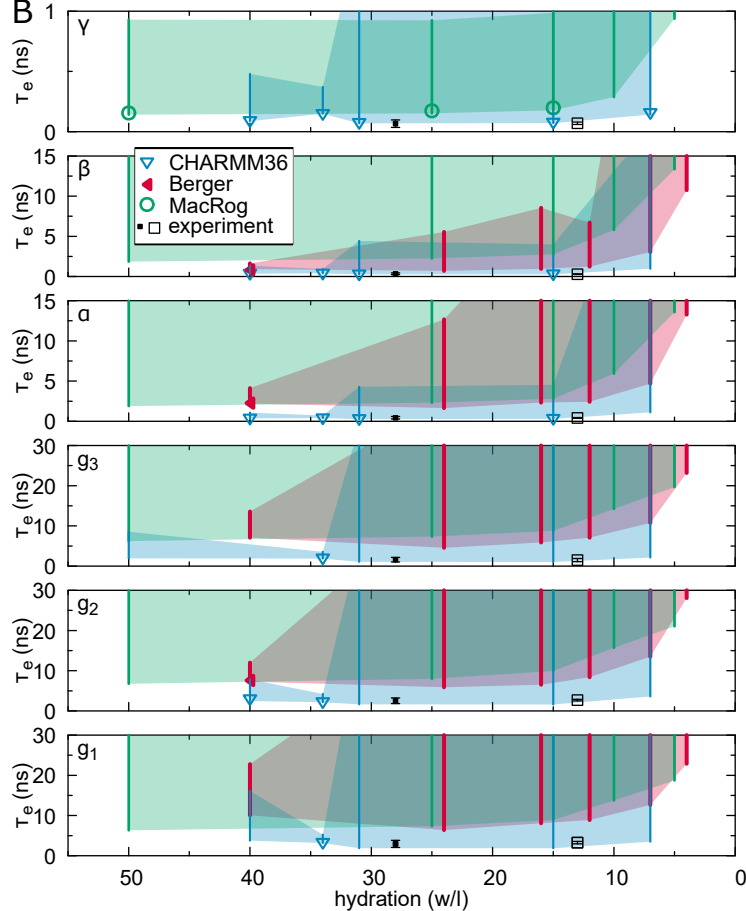 B
γ
1
0.5
0
τe (ns)
β
15
10
5
0
τe (ns)
CHARMM36
Berger
MacRog
experiment
α
15
10
5
0
τe (ns)
g3
30
20
10
0
τe (ns)
g2
30
20
10
0
τe (ns)
g1
30
20
10
0
τe (ns)
50 40 30 20 10 0
hydration (w/l)